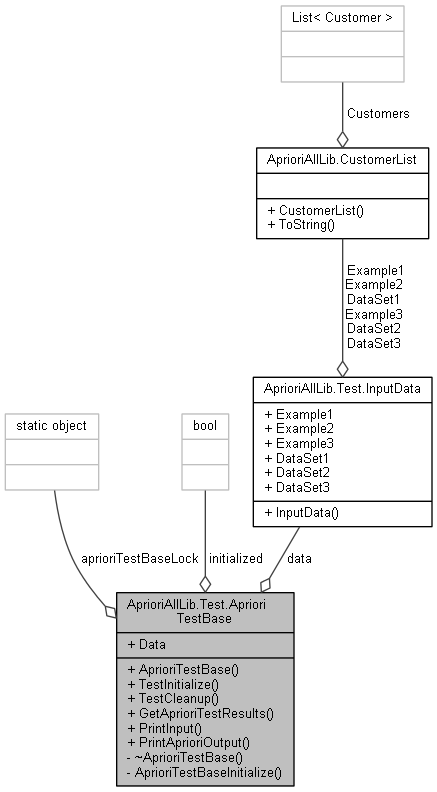 List< Customer >
Customers
AprioriAllLib.CustomerList
+ CustomerList()
+ ToString()
Example1
Example2
DataSet1
Example3
DataSet2
DataSet3
AprioriAllLib.Test.InputData
+ Example1
+ Example2
+ Example3
+ DataSet1
+ DataSet2
+ DataSet3
+ InputData()
static object
bool
aprioriTestBaseLock
initialized
data
AprioriAllLib.Test.Apriori
TestBase
+ Data
+ AprioriTestBase()
+ TestInitialize()
+ TestCleanup()
+ GetAprioriTestResults()
+ PrintInput()
+ PrintAprioriOutput()
- ~AprioriTestBase()
- AprioriTestBaseInitialize()